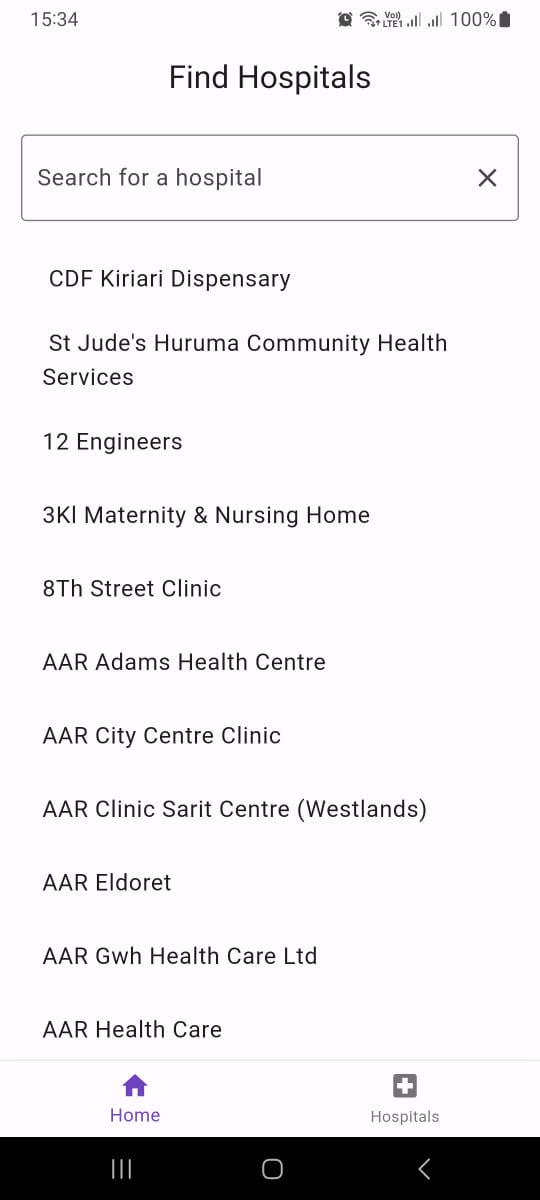 15:34
Vo)) LTE1 100%
Find Hospitals
Search for a hospital
CDF Kiriari Dispensary
St Jude's Huruma Community Health
Services
12 Engineers
3Kl Maternity & Nursing Home
8Th Street Clinic
AAR Adams Health Centre
AAR City Centre Clinic
AAR Clinic Sarit Centre (Westlands)
AAR Eldoret
AAR Gwh Health Care Ltd
AAR Health Care
Home
Hospitals